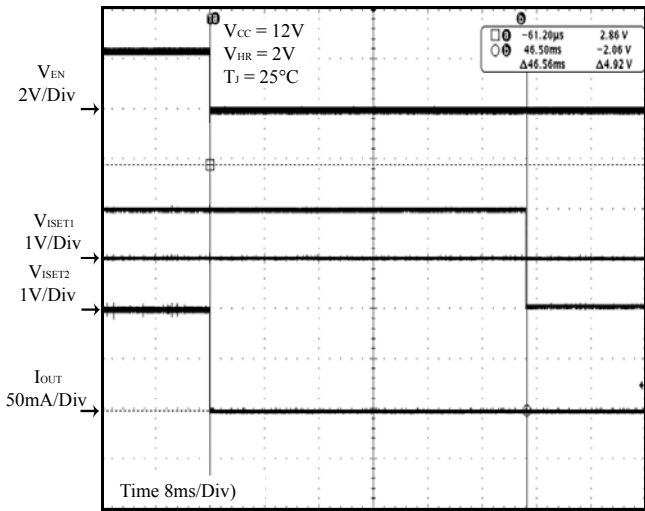 VCC = 12V
VHR = 2V
TJ = 25°C
a -61.20µs 2.86 V
b 46.50ms -2.06 V
Δ46.56ms Δ4.92 V
b
VEN
2V/Div
VISET1
1V/Div
VISET2
1V/Div
IOUT
50mA/Div
Time 8ms/Div)